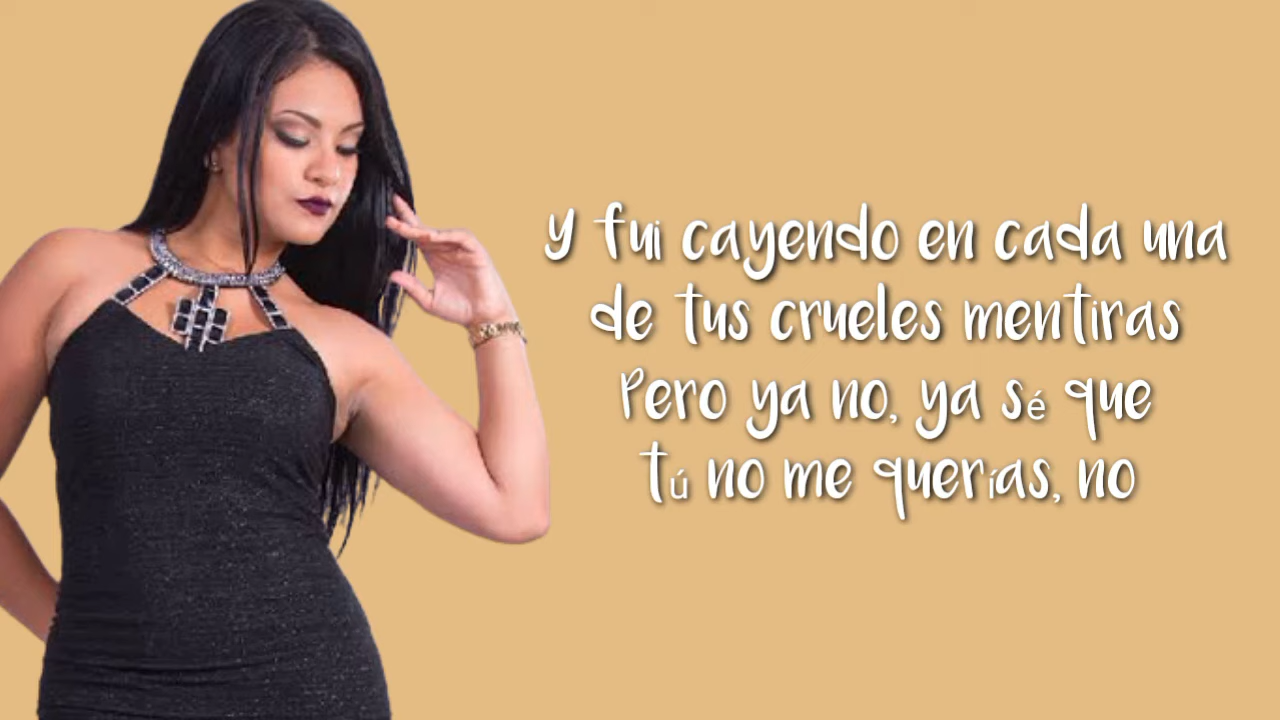 Y fui cayendo en cada una
de tus crueles mentiras
Pero ya no, ya sé que
tú no me querías, no